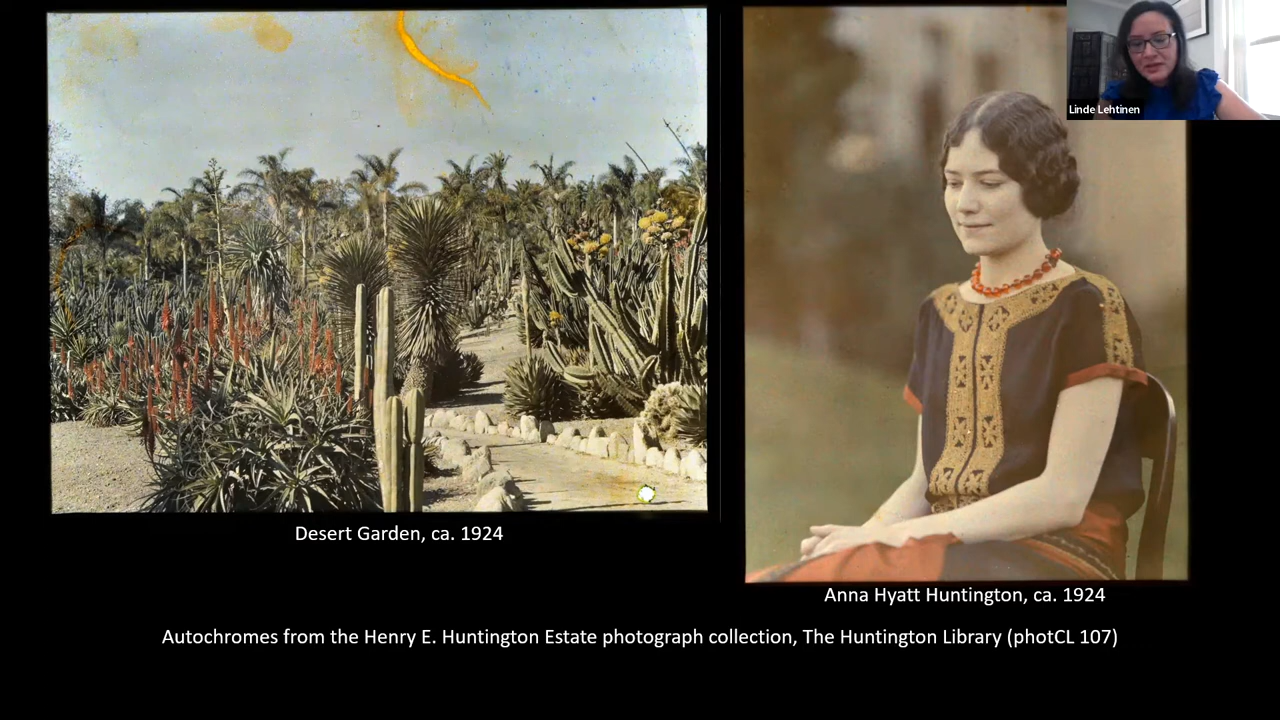 Linde Lehtinen
Desert Garden, ca. 1924
Anna Hyatt Huntington, ca. 1924
Autochromes from the Henry E. Huntington Estate photograph collection, The Huntington Library (photCL 107)